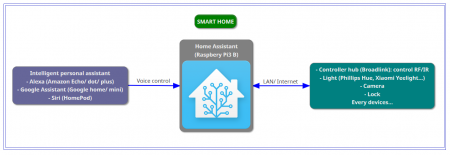 SMART HOME
Home Assistant
(Raspbery Pi3 B)
Intelligent personal assistant
- Alexa (Amazon Echo/ dot/ plus)
- Google Assistant (Google home/ mini)
- Siri (HomePod)
Voice control
LAN/ Internet
- Controller hub (Broadlink): control RF/IR
- Light (Phillips Hue, Xiaomi Yeelight...)
- Camera
- Lock
Every devices...